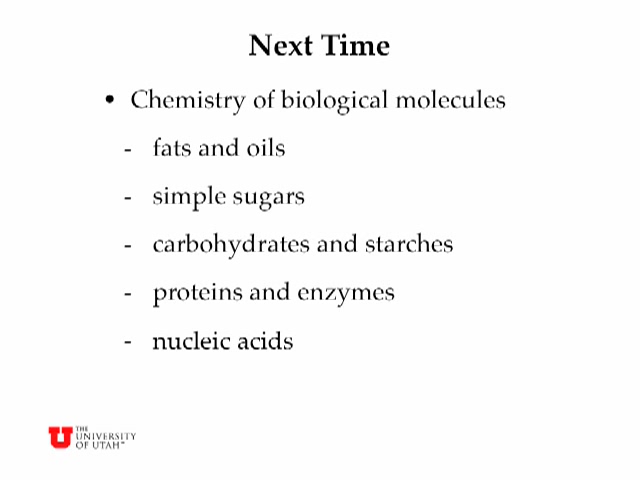 Next Time
• Chemistry of biological molecules
- fats and oils
- simple sugars
- carbohydrates and starches
- proteins and enzymes
- nucleic acids
THE
UNIVERSITY
OF UTAH™